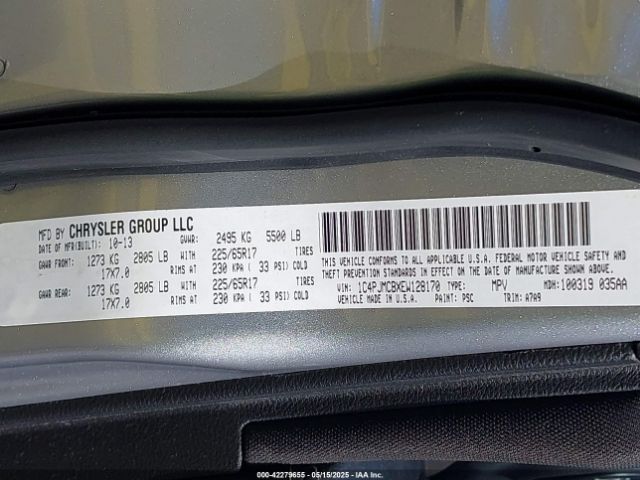 MFD BY CHRYSLER GROUP LLC
DATE OF MFR(BUILT): 10-13 GVWR: 2495 KG 5500 LB
GAWR FRONT: 1273 KG 2805 LB WITH 225/65R17 TIRES
17X7.0 RIMS AT 230 KPA ( 33 PSI) COLD
GAWR REAR: 1273 KG 2805 LB WITH 225/65R17 TIRES
17X7.0 RIMS AT 230 KPA ( 33 PSI) COLD
THIS VEHICLE CONFORMS TO ALL APPLICABLE U.S.A. FEDERAL MOTOR VEHICLE
SAFETY, BUMPER, AND THEFT PREVENTION STANDARDS IN EFFECT ON THE
DATE OF MANUFACTURE SHOWN ABOVE.
VIN: 1C4PJMCBXEW128170 TYPE: MPV MDH: 100319 035AA
VEHICLE MADE IN U.S.A. PAINT: PSC TRIM: A7A9
000-42279655 - 05/15/2025 - IAA Inc.